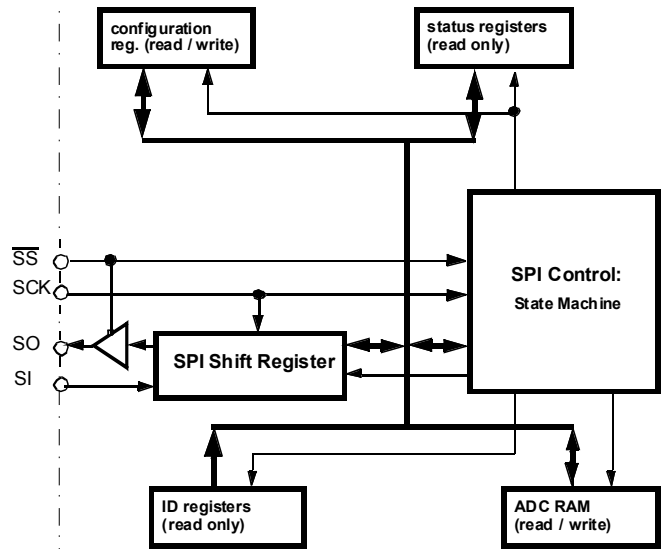 configuration
reg. (read / write)
status registers
(read only)
SS
SCK
SO
SI
SPI Control:
State Machine
SPI Shift Register
ID registers
(read only)
ADC RAM
(read / write)